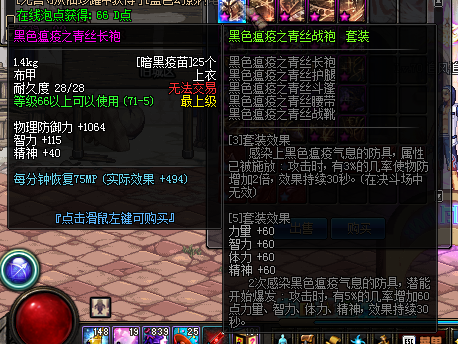 在线泡点获得: 66 D点
黑色瘟疫之青丝长袍
1.4kg [暗黑疫苗]25个
布甲 上衣
耐久度 28/28 无法交易
等级66以上可以使用 (71-5) 最上级
物理防御力 +1064
智力 +115
精神 +40
每分钟恢复75MP (实际效果 +494)
『点击滑鼠左键可购买』
黑色瘟疫之青丝战袍 套装
黑色瘟疫之青丝长袍
黑色瘟疫之青丝护腿
黑色瘟疫之青丝斗篷
黑色瘟疫之青丝腰带
黑色瘟疫之青丝战靴
[3]套装效果
感染上黑色瘟疫气息的防具，属性
已被施放：攻击时，有3%的几率使物防
增加2倍，效果持续30秒。(在决斗场中
无效)
[5]套装效果
力量 +60
智力 +60
体力 +60
精神 +60
2次感染黑色瘟疫气息的防具，潜能
开始爆发：攻击时，有5%的几率增加60
点力量、智力、体力、精神，效果持续30
秒。
出售 购买
148 19 839 25